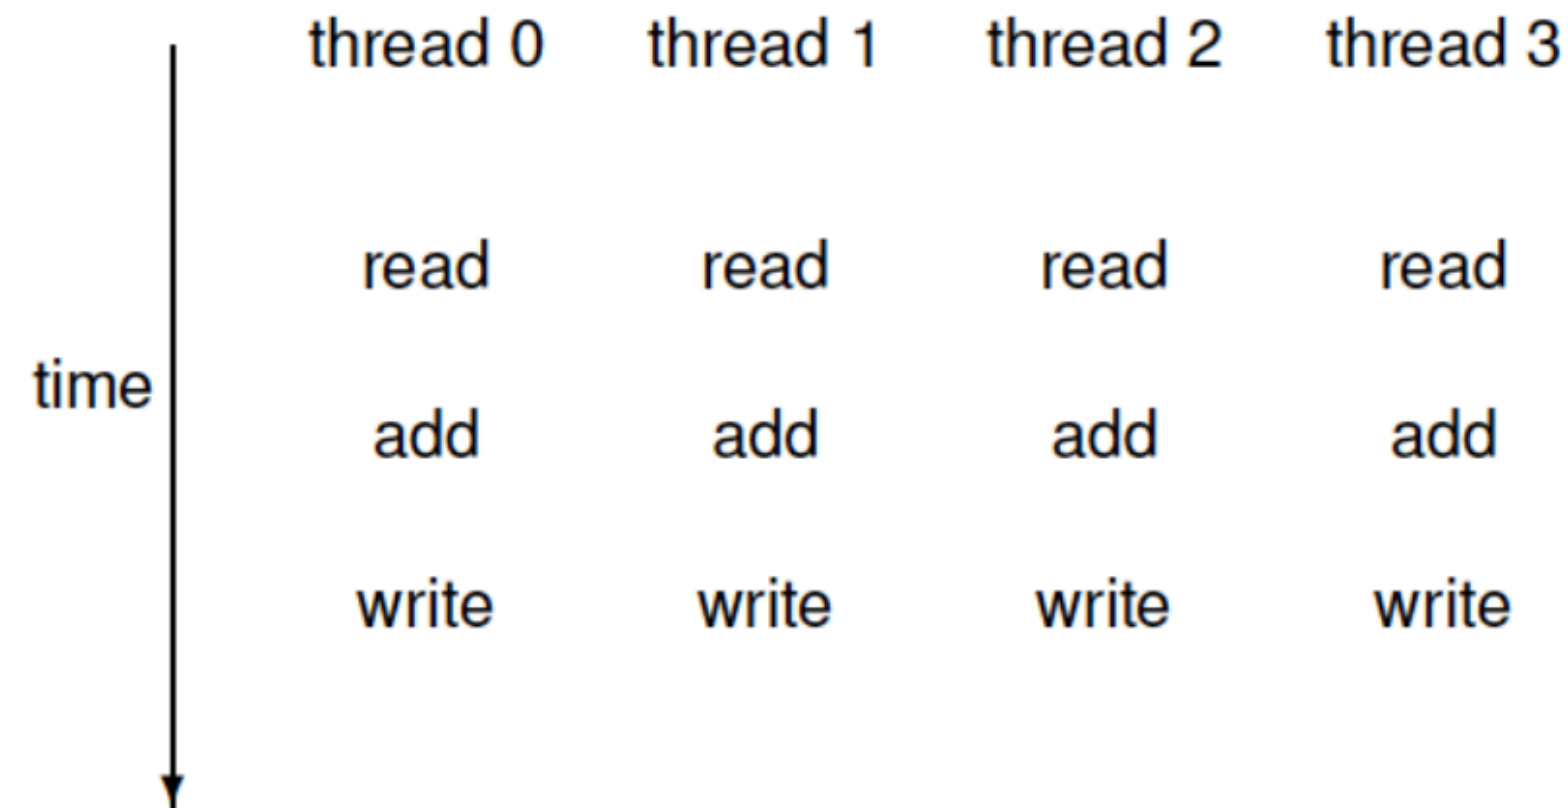 thread 0 thread 1 thread 2 thread 3
read read read read
time
add add add add
write write write write